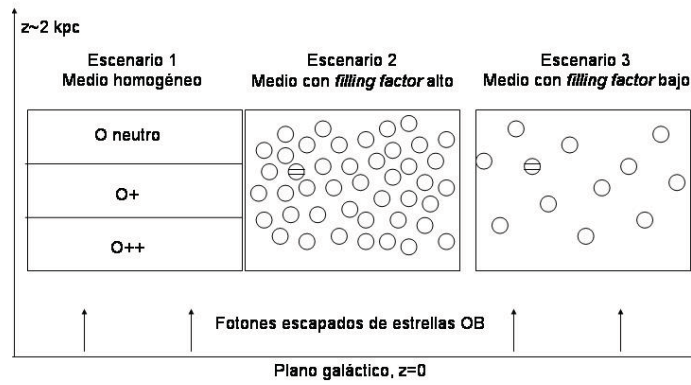 z~2 kpc
Escenario 1
Medio homogéneo
Escenario 2
Medio con filling factor alto
Escenario 3
Medio con filling factor bajo
O neutro
O+
O++
Fotones escapados de estrellas OB
Plano galáctico, z=0